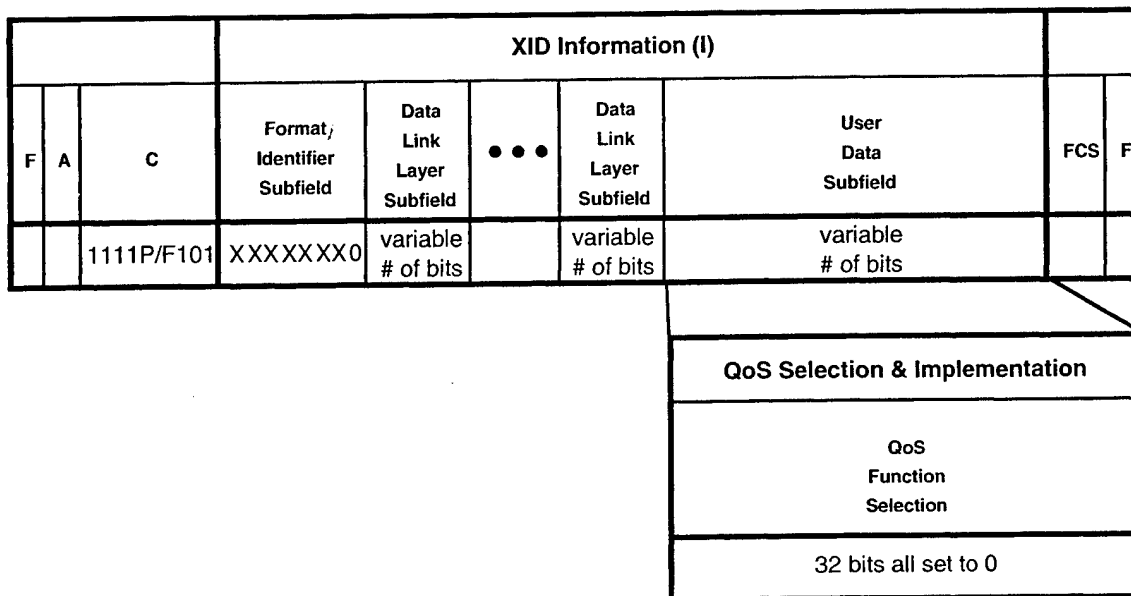 XID Information (I)
F
A
C
Format
Identifier
Subfield
Data
Link
Layer
Subfield
• • •
Data
Link
Layer
Subfield
User
Data
Subfield
FCS
F
1111P/F101
XXXXXXX0
variable
# of bits
variable
# of bits
variable
# of bits
QoS Selection & Implementation
QoS
Function
Selection
32 bits all set to 0